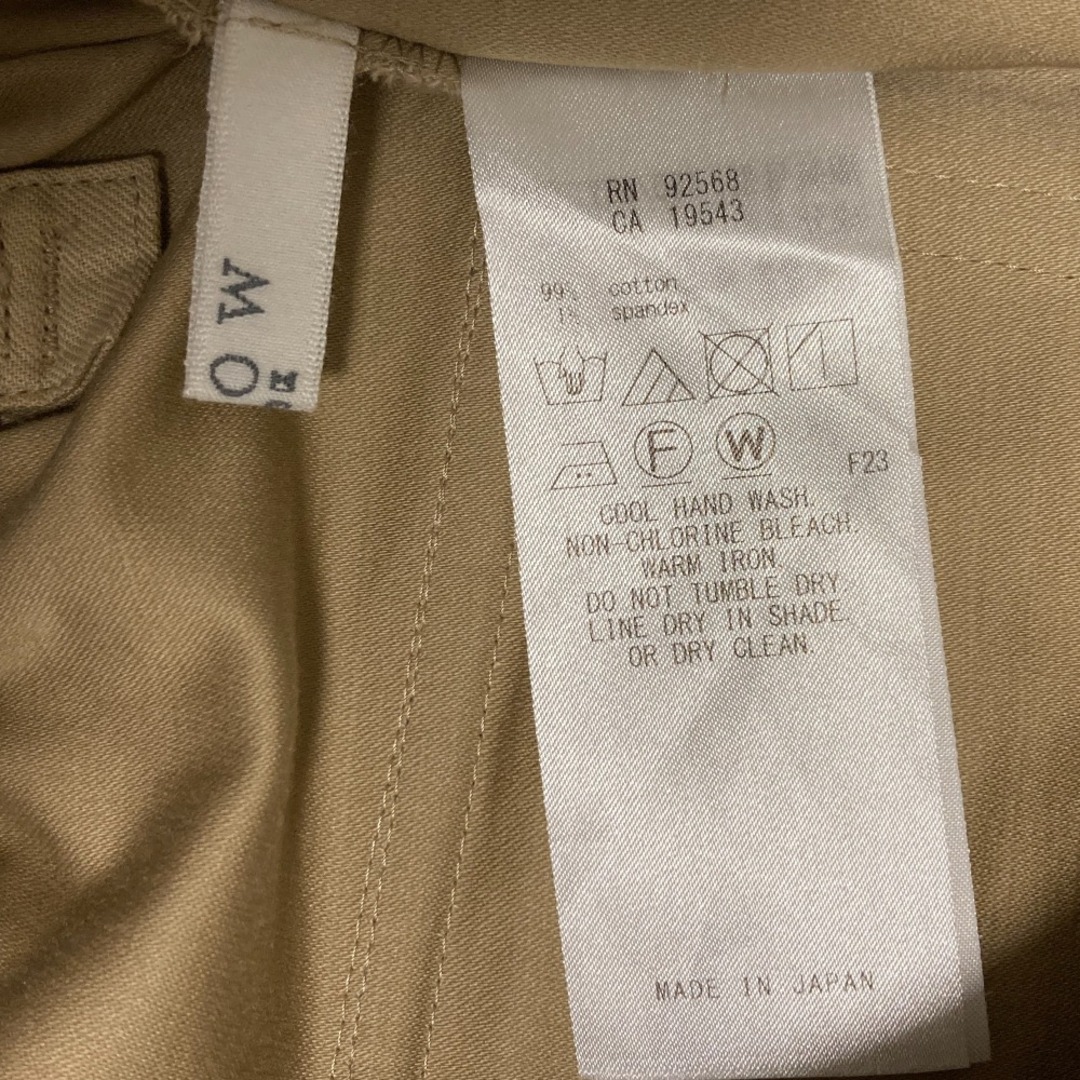 MO
RN 92568
CA 19543
99% cotton
1% spandex
F
W
F23
COOL HAND WASH.
NON-CHLORINE BLEACH.
WARM IRON.
DO NOT TUMBLE DRY.
LINE DRY IN SHADE.
OR DRY CLEAN.
MADE IN JAPAN